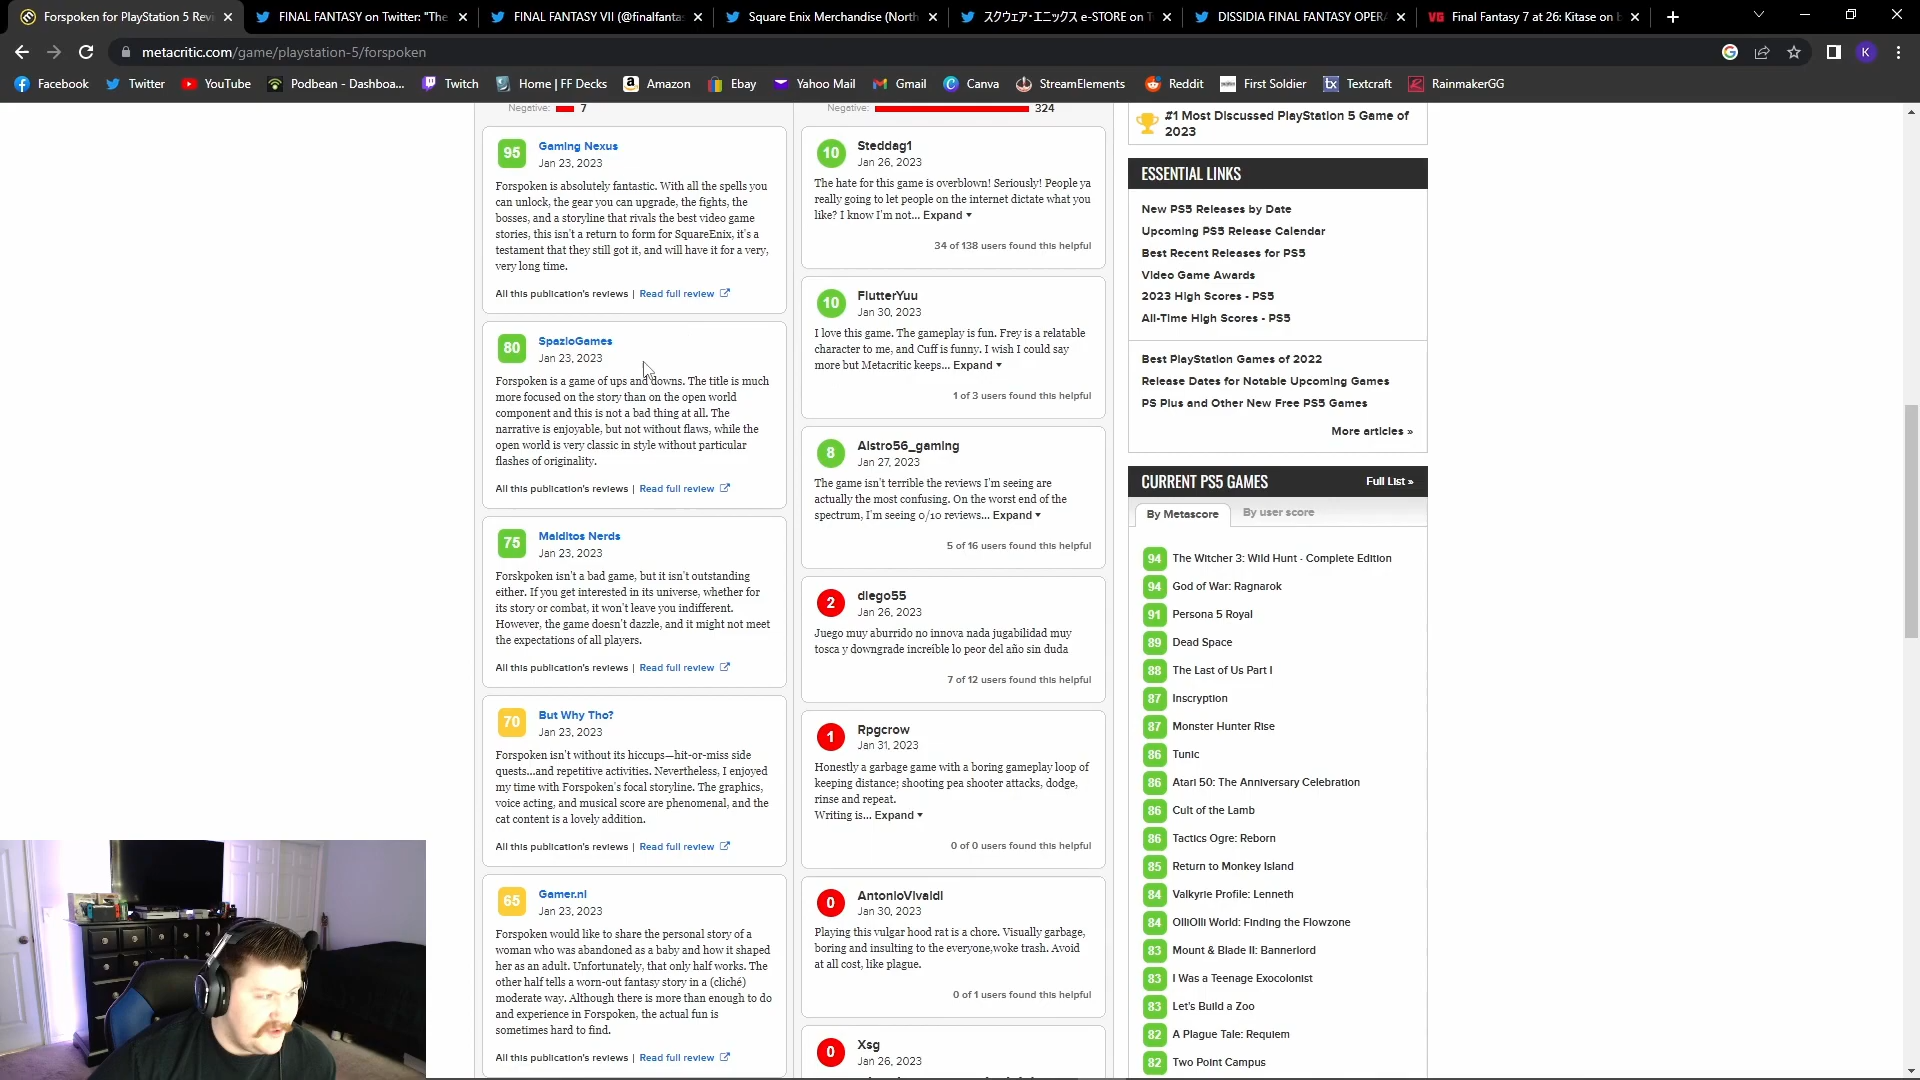 Forspoken for PlayStation 5 Revi
FINAL FANTASY on Twitter: "The
FINAL FANTASY VII (@finalfantas
Square Enix Merchandise (North
スクウェア・エニックス e-STORE on T
DISSIDIA FINAL FANTASY OPERA
VG Final Fantasy 7 at 26: Kitase on b
metacritic.com/game/playstation-5/forspoken
K
Facebook
Twitter
YouTube
Podbean - Dashboa...
Twitch
Home | FF Decks
Amazon
Ebay
Yahoo Mail
Gmail
Canva
StreamElements
Reddit
First Soldier
tx Textcraft
RainmakerGG
Negative: 7
95 Gaming Nexus
Jan 23, 2023
Forspoken is absolutely fantastic. With all the spells you
can unlock, the gear you can upgrade, the fights, the
bosses, and a storyline that rivals the best video game
stories, this isn't a return to form for SquareEnix, it's a
testament that they still got it, and will have it for a very,
very long time.
All this publication's reviews | Read full review
80 SpazioGames
Jan 23, 2023
Forspoken is a game of ups and downs. The title is much
more focused on the story than on the open world
component and this is not a bad thing at all. The
narrative is enjoyable, but not without flaws, while the
open world is very classic in style without particular
flashes of originality.
All this publication's reviews | Read full review
75 Malditos Nerds
Jan 23, 2023
Forskpoken isn't a bad game, but it isn't outstanding
either. If you get interested in its universe, whether for
its story or combat, it won't leave you indifferent.
However, the game doesn't dazzle, and it might not meet
the expectations of all players.
All this publication's reviews | Read full review
70 But Why Tho?
Jan 23, 2023
Forspoken isn't without its hiccups—hit-or-miss side
quests...and repetitive activities. Nevertheless, I enjoyed
my time with Forspoken's focal storyline. The graphics,
voice acting, and musical score are phenomenal, and the
cat content is a lovely addition.
All this publication's reviews | Read full review
65 Gamer.nl
Jan 23, 2023
Forspoken would like to share the personal story of a
woman who was abandoned as a baby and how it shaped
her as an adult. Unfortunately, that only half works. The
other half tells a worn-out fantasy story in a (cliché)
moderate way. Although there is more than enough to do
and experience in Forspoken, the actual fun is
sometimes hard to find.
All this publication's reviews | Read full review
Negative: 324
10 Steddag1
Jan 26, 2023
The hate for this game is overblown! Seriously! People ya
really going to let people on the internet dictate what you
like? I know I'm not... Expand
34 of 138 users found this helpful
10 FlutterYuu
Jan 30, 2023
I love this game. The gameplay is fun. Frey is a relatable
character to me, and Cuff is funny. I wish I could say
more but Metacritic keeps... Expand
1 of 3 users found this helpful
8 Alstro56_gaming
Jan 27, 2023
The game isn't terrible the reviews I'm seeing are
actually the most confusing. On the worst end of the
spectrum, I'm seeing 0/10 reviews... Expand
5 of 16 users found this helpful
2 diego55
Jan 26, 2023
Juego muy aburrido no innova nada jugabilidad muy
tosca y downgrade increíble lo peor del año sin duda
7 of 12 users found this helpful
1 Rpgcrow
Jan 31, 2023
Honestly a garbage game with a boring gameplay loop of
keeping distance; shooting pea shooter attacks, dodge,
rinse and repeat.
Writing is... Expand
0 of 0 users found this helpful
0 AntonioVivaldi
Jan 30, 2023
Playing this vulgar hood rat is a chore. Visually garbage,
boring and insulting to the everyone,woke trash. Avoid
at all cost, like plague.
0 of 1 users found this helpful
0 Xsg
Jan 26, 2023
#1 Most Discussed PlayStation 5 Game of
2023
ESSENTIAL LINKS
New PS5 Releases by Date
Upcoming PS5 Release Calendar
Best Recent Releases for PS5
Video Game Awards
2023 High Scores - PS5
All-Time High Scores - PS5
Best PlayStation Games of 2022
Release Dates for Notable Upcoming Games
PS Plus and Other New Free PS5 Games
More articles »
CURRENT PS5 GAMES Full List »
By Metascore By user score
94 The Witcher 3: Wild Hunt - Complete Edition
94 God of War: Ragnarok
91 Persona 5 Royal
89 Dead Space
88 The Last of Us Part I
87 Inscryption
87 Monster Hunter Rise
86 Tunic
86 Atari 50: The Anniversary Celebration
86 Cult of the Lamb
86 Tactics Ogre: Reborn
85 Return to Monkey Island
84 Valkyrie Profile: Lenneth
84 OlliOlli World: Finding the Flowzone
83 Mount & Blade II: Bannerlord
83 I Was a Teenage Exocolonist
83 Let's Build a Zoo
82 A Plague Tale: Requiem
82 Two Point Campus